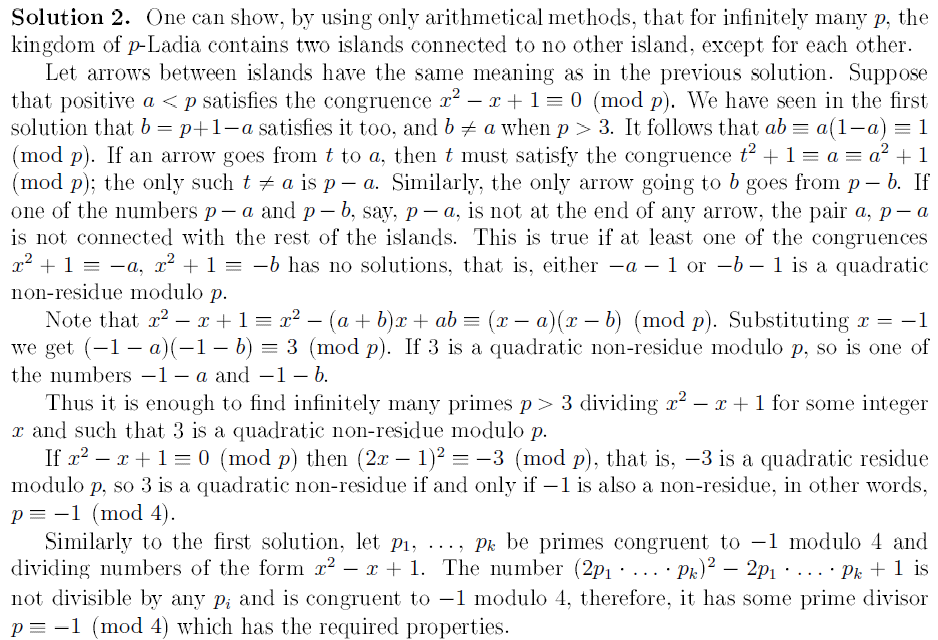 Solution 2. One can show, by using only arithmetical methods, that for infinitely many p, the
kingdom of p-Ladia contains two islands connected to no other island, except for each other.
Let arrows between islands have the same meaning as in the previous solution. Suppose
that positive a < p satisfies the congruence x² − x + 1 ≡ 0 (mod p). We have seen in the first
solution that b = p+1−a satisfies it too, and b ≠ a when p > 3. It follows that ab ≡ a(1−a) ≡ 1
(mod p). If an arrow goes from t to a, then t must satisfy the congruence t² + 1 ≡ a ≡ a² + 1
(mod p); the only such t ≠ a is p − a. Similarly, the only arrow going to b goes from p − b. If
one of the numbers p − a and p − b, say, p − a, is not at the end of any arrow, the pair a, p − a
is not connected with the rest of the islands. This is true if at least one of the congruences
x² + 1 ≡ −a, x² + 1 ≡ −b has no solutions, that is, either −a − 1 or −b − 1 is a quadratic
non-residue modulo p.
Note that x² − x + 1 ≡ x² − (a + b)x + ab ≡ (x − a)(x − b) (mod p). Substituting x = −1
we get (−1 − a)(−1 − b) ≡ 3 (mod p). If 3 is a quadratic non-residue modulo p, so is one of
the numbers −1 − a and −1 − b.
Thus it is enough to find infinitely many primes p > 3 dividing x² − x + 1 for some integer
x and such that 3 is a quadratic non-residue modulo p.
If x² − x + 1 ≡ 0 (mod p) then (2x − 1)² ≡ −3 (mod p), that is, −3 is a quadratic residue
modulo p, so 3 is a quadratic non-residue if and only if −1 is also a non-residue, in other words,
p ≡ −1 (mod 4).
Similarly to the first solution, let p₁, ..., pₖ be primes congruent to −1 modulo 4 and
dividing numbers of the form x² − x + 1. The number (2p₁ · ... · pₖ)² − 2p₁ · ... · pₖ + 1 is
not divisible by any pᵢ and is congruent to −1 modulo 4, therefore, it has some prime divisor
p ≡ −1 (mod 4) which has the required properties.